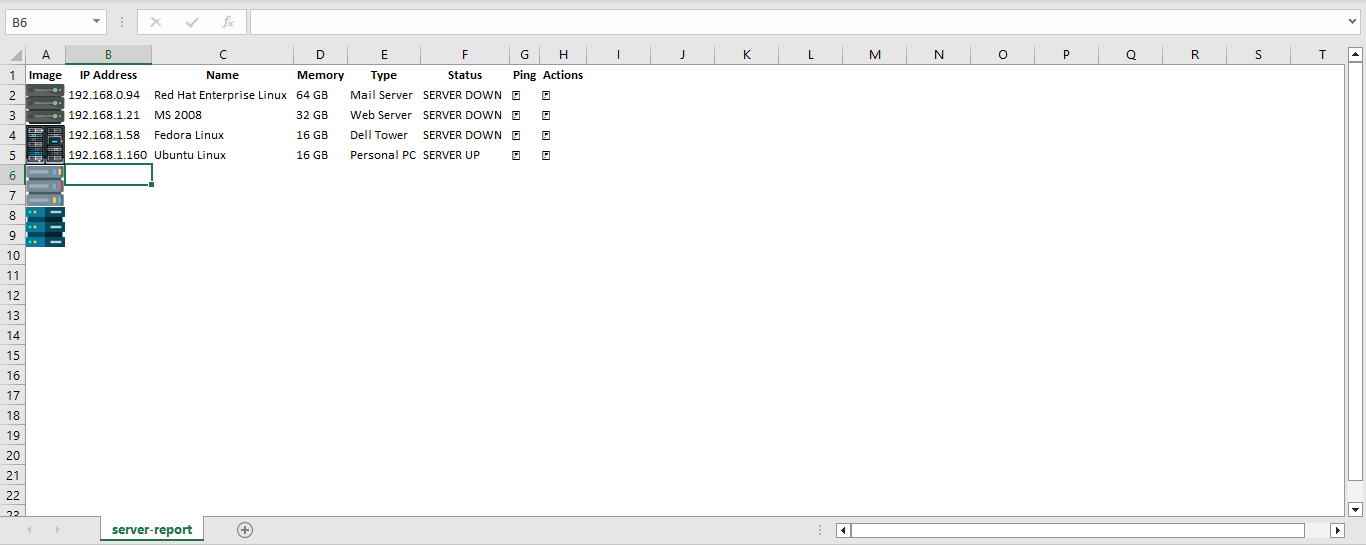 B6
fx
A B C D E F G H I J K L M N O P Q R S T
1 Image IP Address Name Memory Type Status Ping Actions
2 192.168.0.94 Red Hat Enterprise Linux 64 GB Mail Server SERVER DOWN
3 192.168.1.21 MS 2008 32 GB Web Server SERVER DOWN
4 192.168.1.58 Fedora Linux 16 GB Dell Tower SERVER DOWN
5 192.168.1.160 Ubuntu Linux 16 GB Personal PC SERVER UP
6
7
8
9
10
11
12
13
14
15
16
17
18
19
20
21
22
23
server-report